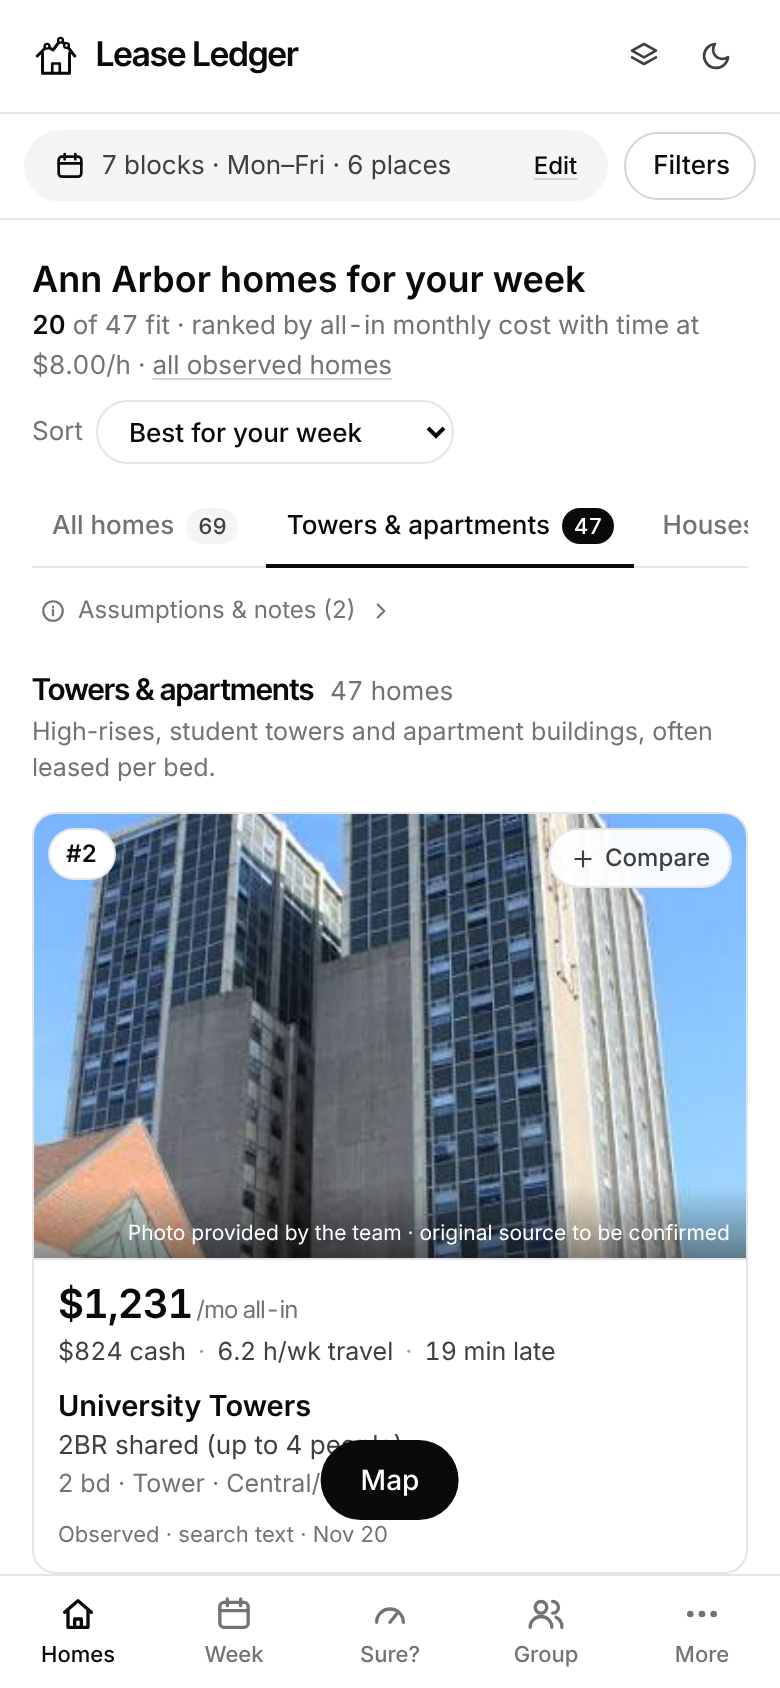 Lease Ledger
7 blocks · Mon–Fri · 6 places Edit Filters
Ann Arbor homes for your week
20 of 47 fit · ranked by all-in monthly cost with time at
$8.00/h · all observed homes
Sort Best for your week
All homes 69 Towers & apartments 47 Houses
Assumptions & notes (2)
Towers & apartments 47 homes
High-rises, student towers and apartment buildings, often
leased per bed.
#2 + Compare
Photo provided by the team · original source to be confirmed
$1,231 /mo all-in
$824 cash · 6.2 h/wk travel · 19 min late
University Towers
2BR shared (up to 4
2 bd · Tower · Central/
Map
Observed · search text · Nov 20
Homes Week Sure? Group More